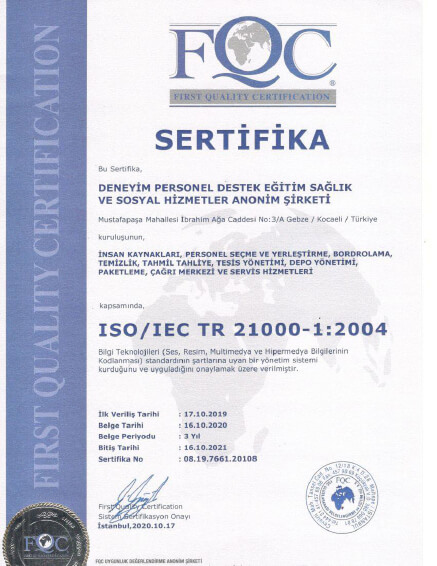 FQC
®
FIRST QUALITY CERTIFICATION
FIRST QUALITY CERTIFICATION
SERTİFİKA
Bu Sertifika,
DENEYİM PERSONEL DESTEK EĞİTİM SAĞLIK
VE SOSYAL HİZMETLER ANONİM ŞİRKETİ
Mustafapaşa Mahallesi İbrahim Ağa Caddesi No:3/A Gebze / Kocaeli / Türkiye
kuruluşunun,
İNSAN KAYNAKLARI, PERSONEL SEÇME VE YERLEŞTİRME, BORDROLAMA,
TEMİZLİK, TAHMİL TAHLİYE, TESİS YÖNETİMİ, DEPO YÖNETİMİ,
PAKETLEME, ÇAĞRI MERKEZİ VE SERVİS HİZMETLERİ
kapsamında,
ISO/IEC TR 21000-1:2004
Bilgi Teknolojileri (Ses, Resim, Multimedya ve Hipermedya Bilgilerinin
Kodlanması) standardının şartlarına uyan bir yönetim sistemi
kurduğunu ve uyguladığını onaylamak üzere verilmiştir.
İlk Veriliş Tarihi : 17.10.2019
Belge Tarihi : 16.10.2020
Belge Periyodu : 3 Yıl
Bitiş Tarihi : 16.10.2021
Sertifika No : 08.19.7661.2010B
First Quality Certification
Sistem Sertifikasyon Onayı
İstanbul,2020.10.17
FQC
FQC
FQC UYGUNLUK DEĞERLENDİRME ANONİM ŞİRKETİ